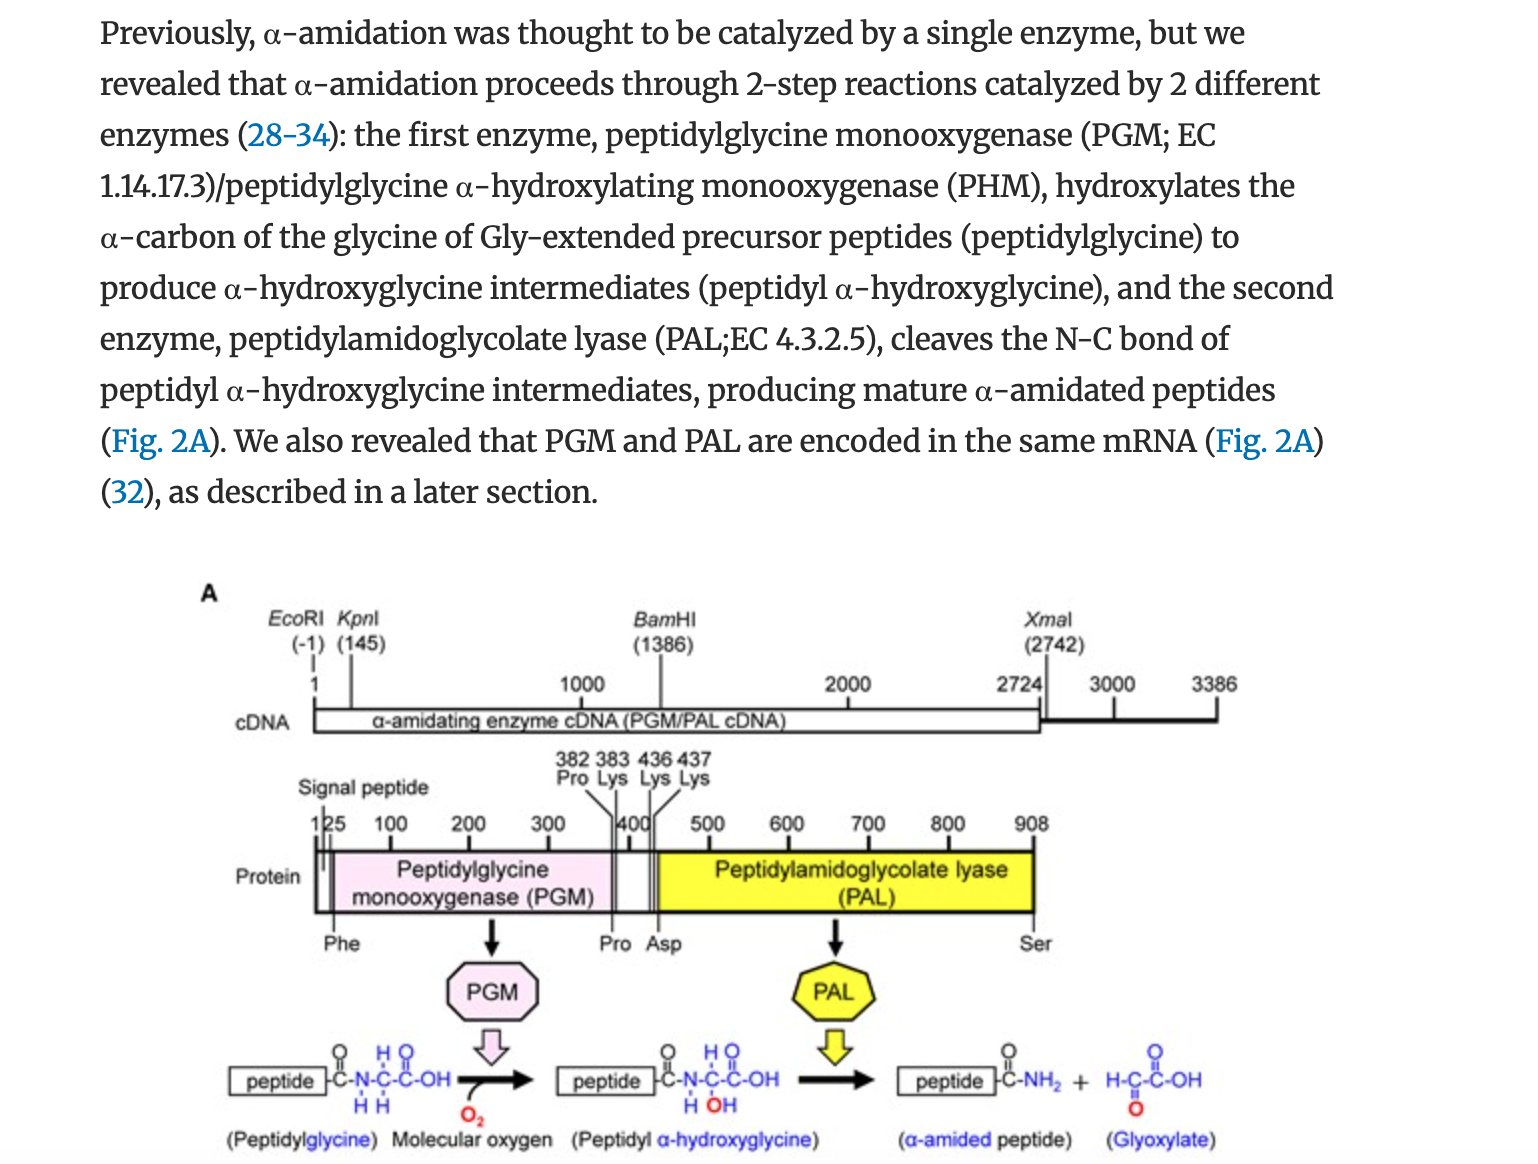 Previously, α-amidation was thought to be catalyzed by a single enzyme, but we
revealed that α-amidation proceeds through 2-step reactions catalyzed by 2 different
enzymes (28-34): the first enzyme, peptidylglycine monooxygenase (PGM; EC
1.14.17.3)/peptidylglycine α-hydroxylating monooxygenase (PHM), hydroxylates the
α-carbon of the glycine of Gly-extended precursor peptides (peptidylglycine) to
produce α-hydroxyglycine intermediates (peptidyl α-hydroxyglycine), and the second
enzyme, peptidylamidoglycolate lyase (PAL;EC 4.3.2.5), cleaves the N-C bond of
peptidyl α-hydroxyglycine intermediates, producing mature α-amidated peptides
(Fig. 2A). We also revealed that PGM and PAL are encoded in the same mRNA (Fig. 2A)
(32), as described in a later section.
A
EcoRI KpnI BamHI XmaI
(-1) (145) (1386) (2742)
1 1000 2000 2724 3000 3386
cDNA α-amidating enzyme cDNA (PGM/PAL cDNA)
382 383 436 437
Pro Lys Lys Lys
Signal peptide
1 25 100 200 300 400 500 600 700 800 908
Protein
Peptidylglycine
monooxygenase (PGM)
Peptidylamidoglycolate lyase
(PAL)
Phe Pro Asp Ser
PGM PAL
O H O O H O O O
peptide C-N-C-C-OH peptide C-N-C-C-OH peptide C-NH₂ + H-C-C-OH
H H O₂ H OH O
(Peptidylglycine) Molecular oxygen (Peptidyl α-hydroxyglycine) (α-amided peptide) (Glyoxylate)